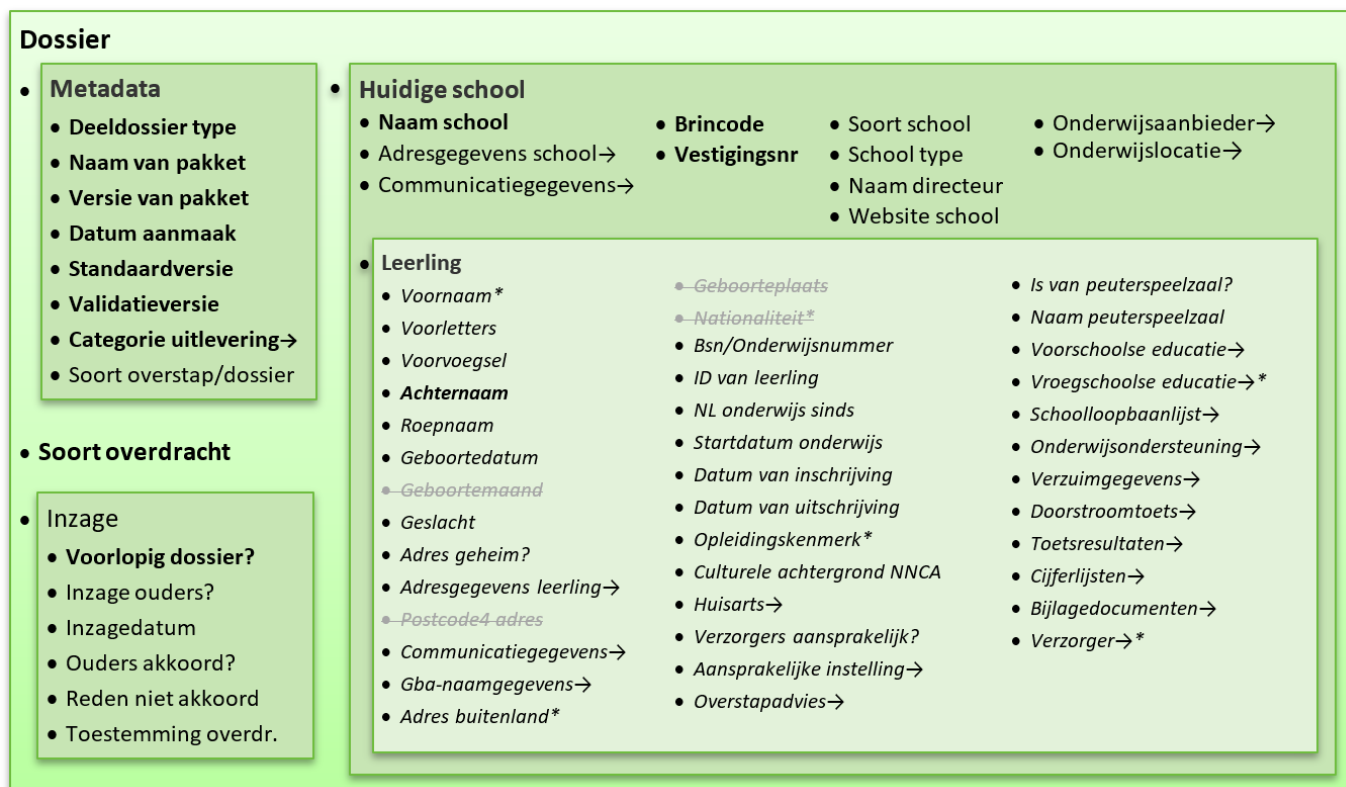 Dossier
• Metadata
• Deeldossier type
• Naam van pakket
• Versie van pakket
• Datum aanmaak
• Standaardversie
• Validatieversie
• Categorie uitlevering→
• Soort overstap/dossier
• Soort overdracht
• Inzage
• Voorlopig dossier?
• Inzage ouders?
• Inzagedatum
• Ouders akkoord?
• Reden niet akkoord
• Toestemming overdr.
• Huidige school
• Naam school
• Adresgegevens school→
• Communicatiegegevens→
• Brincode
• Vestigingsnr
• Soort school
• School type
• Naam directeur
• Website school
• Onderwijsaanbieder→
• Onderwijslocatie→
• Leerling
• Voornaam*
• Voorletters
• Voorvoegsel
• Achternaam
• Roepnaam
• Geboortedatum
• Geboortemaand
• Geslacht
• Adres geheim?
• Adresgegevens leerling→
• Postcode4 adres
• Communicatiegegevens→
• Gba-naamgegevens→
• Adres buitenland*
• Geboorteplaats
• Nationaliteit*
• Bsn/Onderwijsnummer
• ID van leerling
• NL onderwijs sinds
• Startdatum onderwijs
• Datum van inschrijving
• Datum van uitschrijving
• Opleidingskenmerk*
• Culturele achtergrond NNCA
• Huisarts→
• Verzorgers aansprakelijk?
• Aansprakelijke instelling→
• Overstapadvies→
• Is van peuterspeelzaal?
• Naam peuterspeelzaal
• Voorschoolse educatie→
• Vroegschoolse educatie→*
• Schoolloopbaanlijst→
• Onderwijsondersteuning→
• Verzuimgegevens→
• Doorstroomtoets→
• Toetsresultaten→
• Cijferlijsten→
• Bijlagedocumenten→
• Verzorger→*